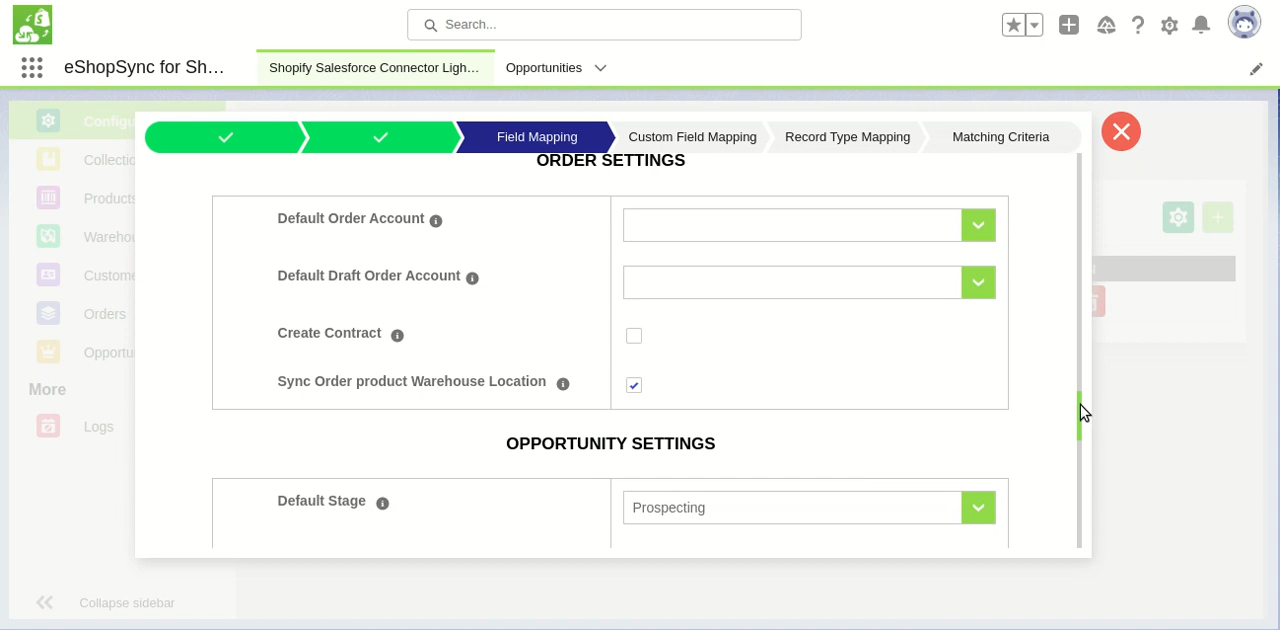 Search...
eShopSync for Sh...
Shopify Salesforce Connector Ligh...
Opportunities
Field Mapping
Custom Field Mapping
Record Type Mapping
Matching Criteria
Configu
Collectio
Products
Warehou
Custome
Orders
Opportu
More
Logs
Collapse sidebar
ORDER SETTINGS
Default Order Account
Default Draft Order Account
Create Contract
Sync Order product Warehouse Location
OPPORTUNITY SETTINGS
Default Stage
Prospecting